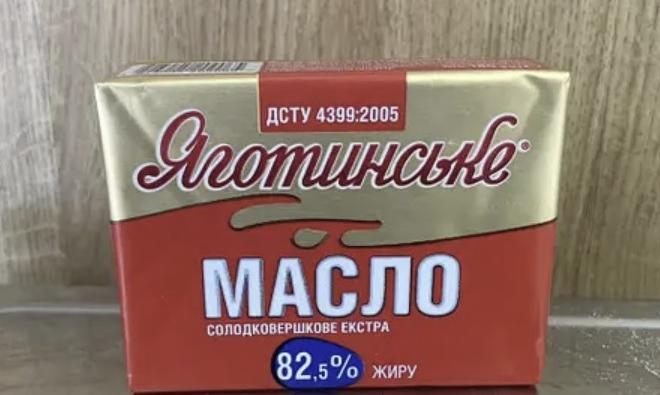 ДСТУ 4399:2005
Яготинське®
МАСЛО
СОЛОДКОВЕРШКОВЕ ЕКСТРА
82,5% ЖИРУ